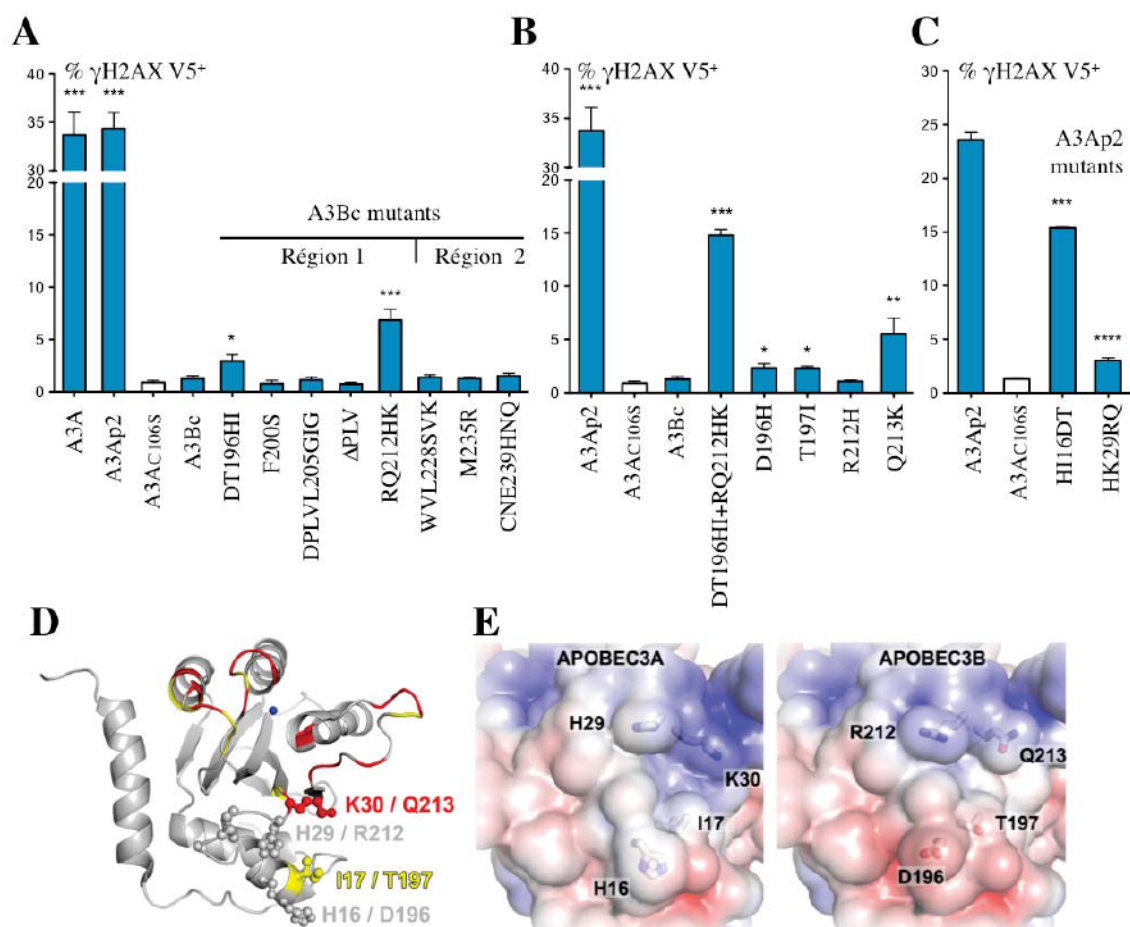 A
% γH2AX V5⁺
40
35
30
20
15
10
5
0
***
***
*
***
A3Bc mutants
Région 1
Région 2
A3A
A3Ap2
A3AC106S
A3Bc
DT196HI
F200S
DPLVL205GIG
ΔPLV
RQ212HK
WVL228SVK
M235R
CNE239HNQ
B
% γH2AX V5⁺
40
35
30
20
15
10
5
0
***
***
*
*
**
A3Ap2
A3AC106S
A3Bc
DT196HI+RQ212HK
D196H
T197I
R212H
Q213K
C
% γH2AX V5⁺
30
25
20
15
10
5
0
A3Ap2
mutants
***
****
A3Ap2
A3AC106S
HI16DT
HK29RQ
D
K30 / Q213
H29 / R212
I17 / T197
H16 / D196
E
APOBEC3A
H29
K30
I17
H16
APOBEC3B
R212
Q213
T197
D196